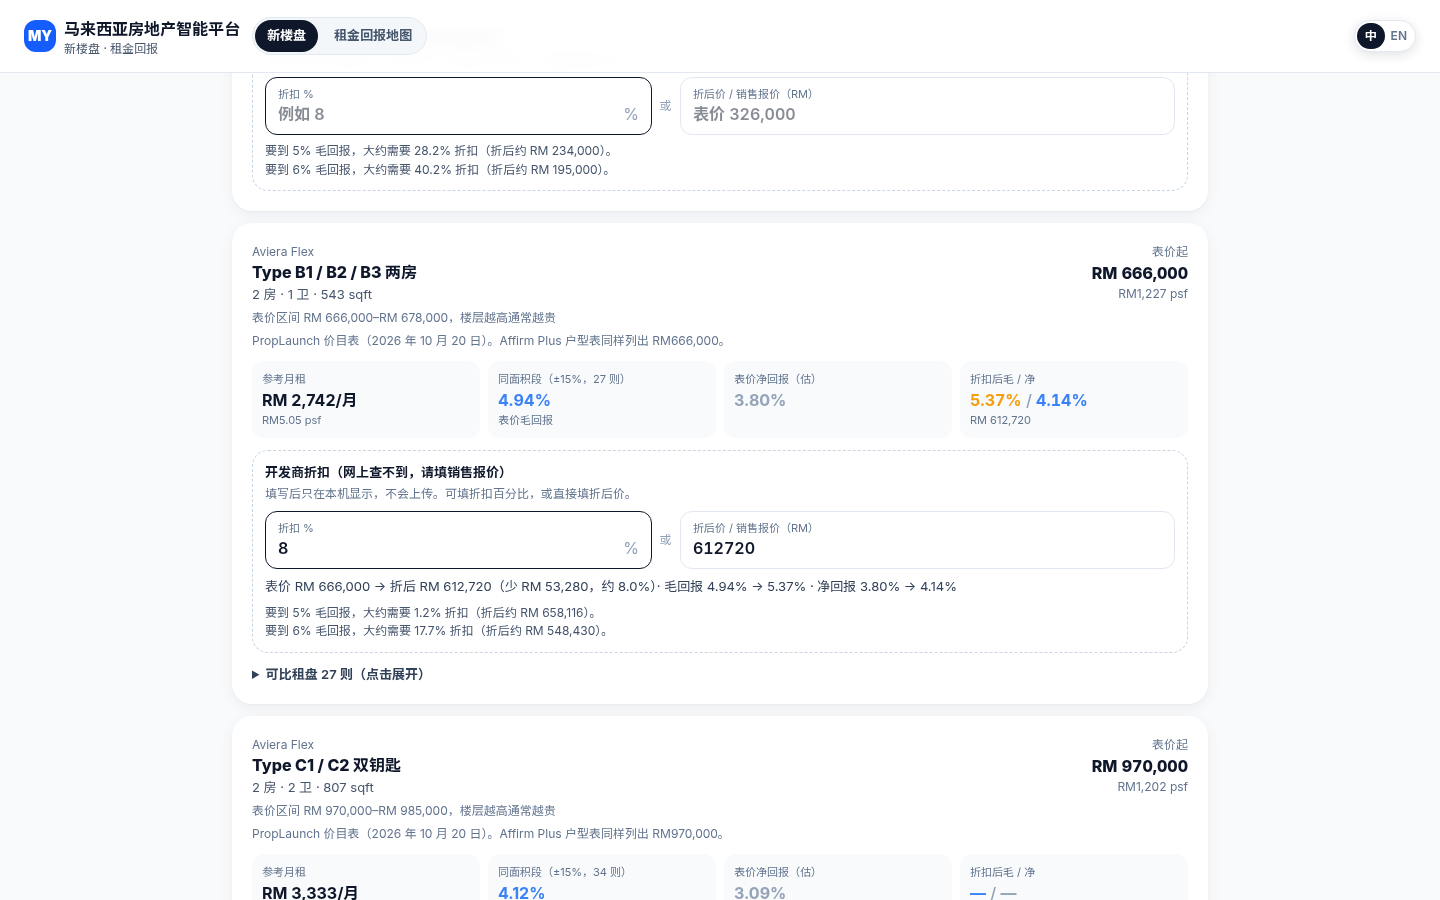 MY
马来西亚房地产智能平台
新楼盘 · 租金回报
新楼盘
租金回报地图
中
EN
折扣 %
例如 8
%
或
折后价 / 销售报价（RM）
表价 326,000
要到 5% 毛回报，大约需要 28.2% 折扣（折后约 RM 234,000）。
要到 6% 毛回报，大约需要 40.2% 折扣（折后约 RM 195,000）。
Aviera Flex
表价起
Type B1 / B2 / B3 两房
RM 666,000
2 房 · 1 卫 · 543 sqft
RM1,227 psf
表价区间 RM 666,000–RM 678,000，楼层越高通常越贵
PropLaunch 价目表（2026 年 10 月 20 日）。Affirm Plus 户型表同样列出 RM666,000。
参考月租
RM 2,742/月
RM5.05 psf
同面积段（±15%，27 则）
4.94%
表价毛回报
表价净回报（估）
3.80%
折扣后毛 / 净
5.37% / 4.14%
RM 612,720
开发商折扣（网上查不到，请填销售报价）
填写后只在本机显示，不会上传。可填折扣百分比，或直接填折后价。
折扣 %
8
%
或
折后价 / 销售报价（RM）
612720
表价 RM 666,000 → 折后 RM 612,720（少 RM 53,280，约 8.0%）· 毛回报 4.94% → 5.37% · 净回报 3.80% → 4.14%
要到 5% 毛回报，大约需要 1.2% 折扣（折后约 RM 658,116）。
要到 6% 毛回报，大约需要 17.7% 折扣（折后约 RM 548,430）。
▶ 可比租盘 27 则（点击展开）
Aviera Flex
表价起
Type C1 / C2 双钥匙
RM 970,000
2 房 · 2 卫 · 807 sqft
RM1,202 psf
表价区间 RM 970,000–RM 985,000，楼层越高通常越贵
PropLaunch 价目表（2026 年 10 月 20 日）。Affirm Plus 户型表同样列出 RM970,000。
参考月租
RM 3,333/月
同面积段（±15%，34 则）
4.12%
表价净回报（估）
3.09%
折扣后毛 / 净
— / —